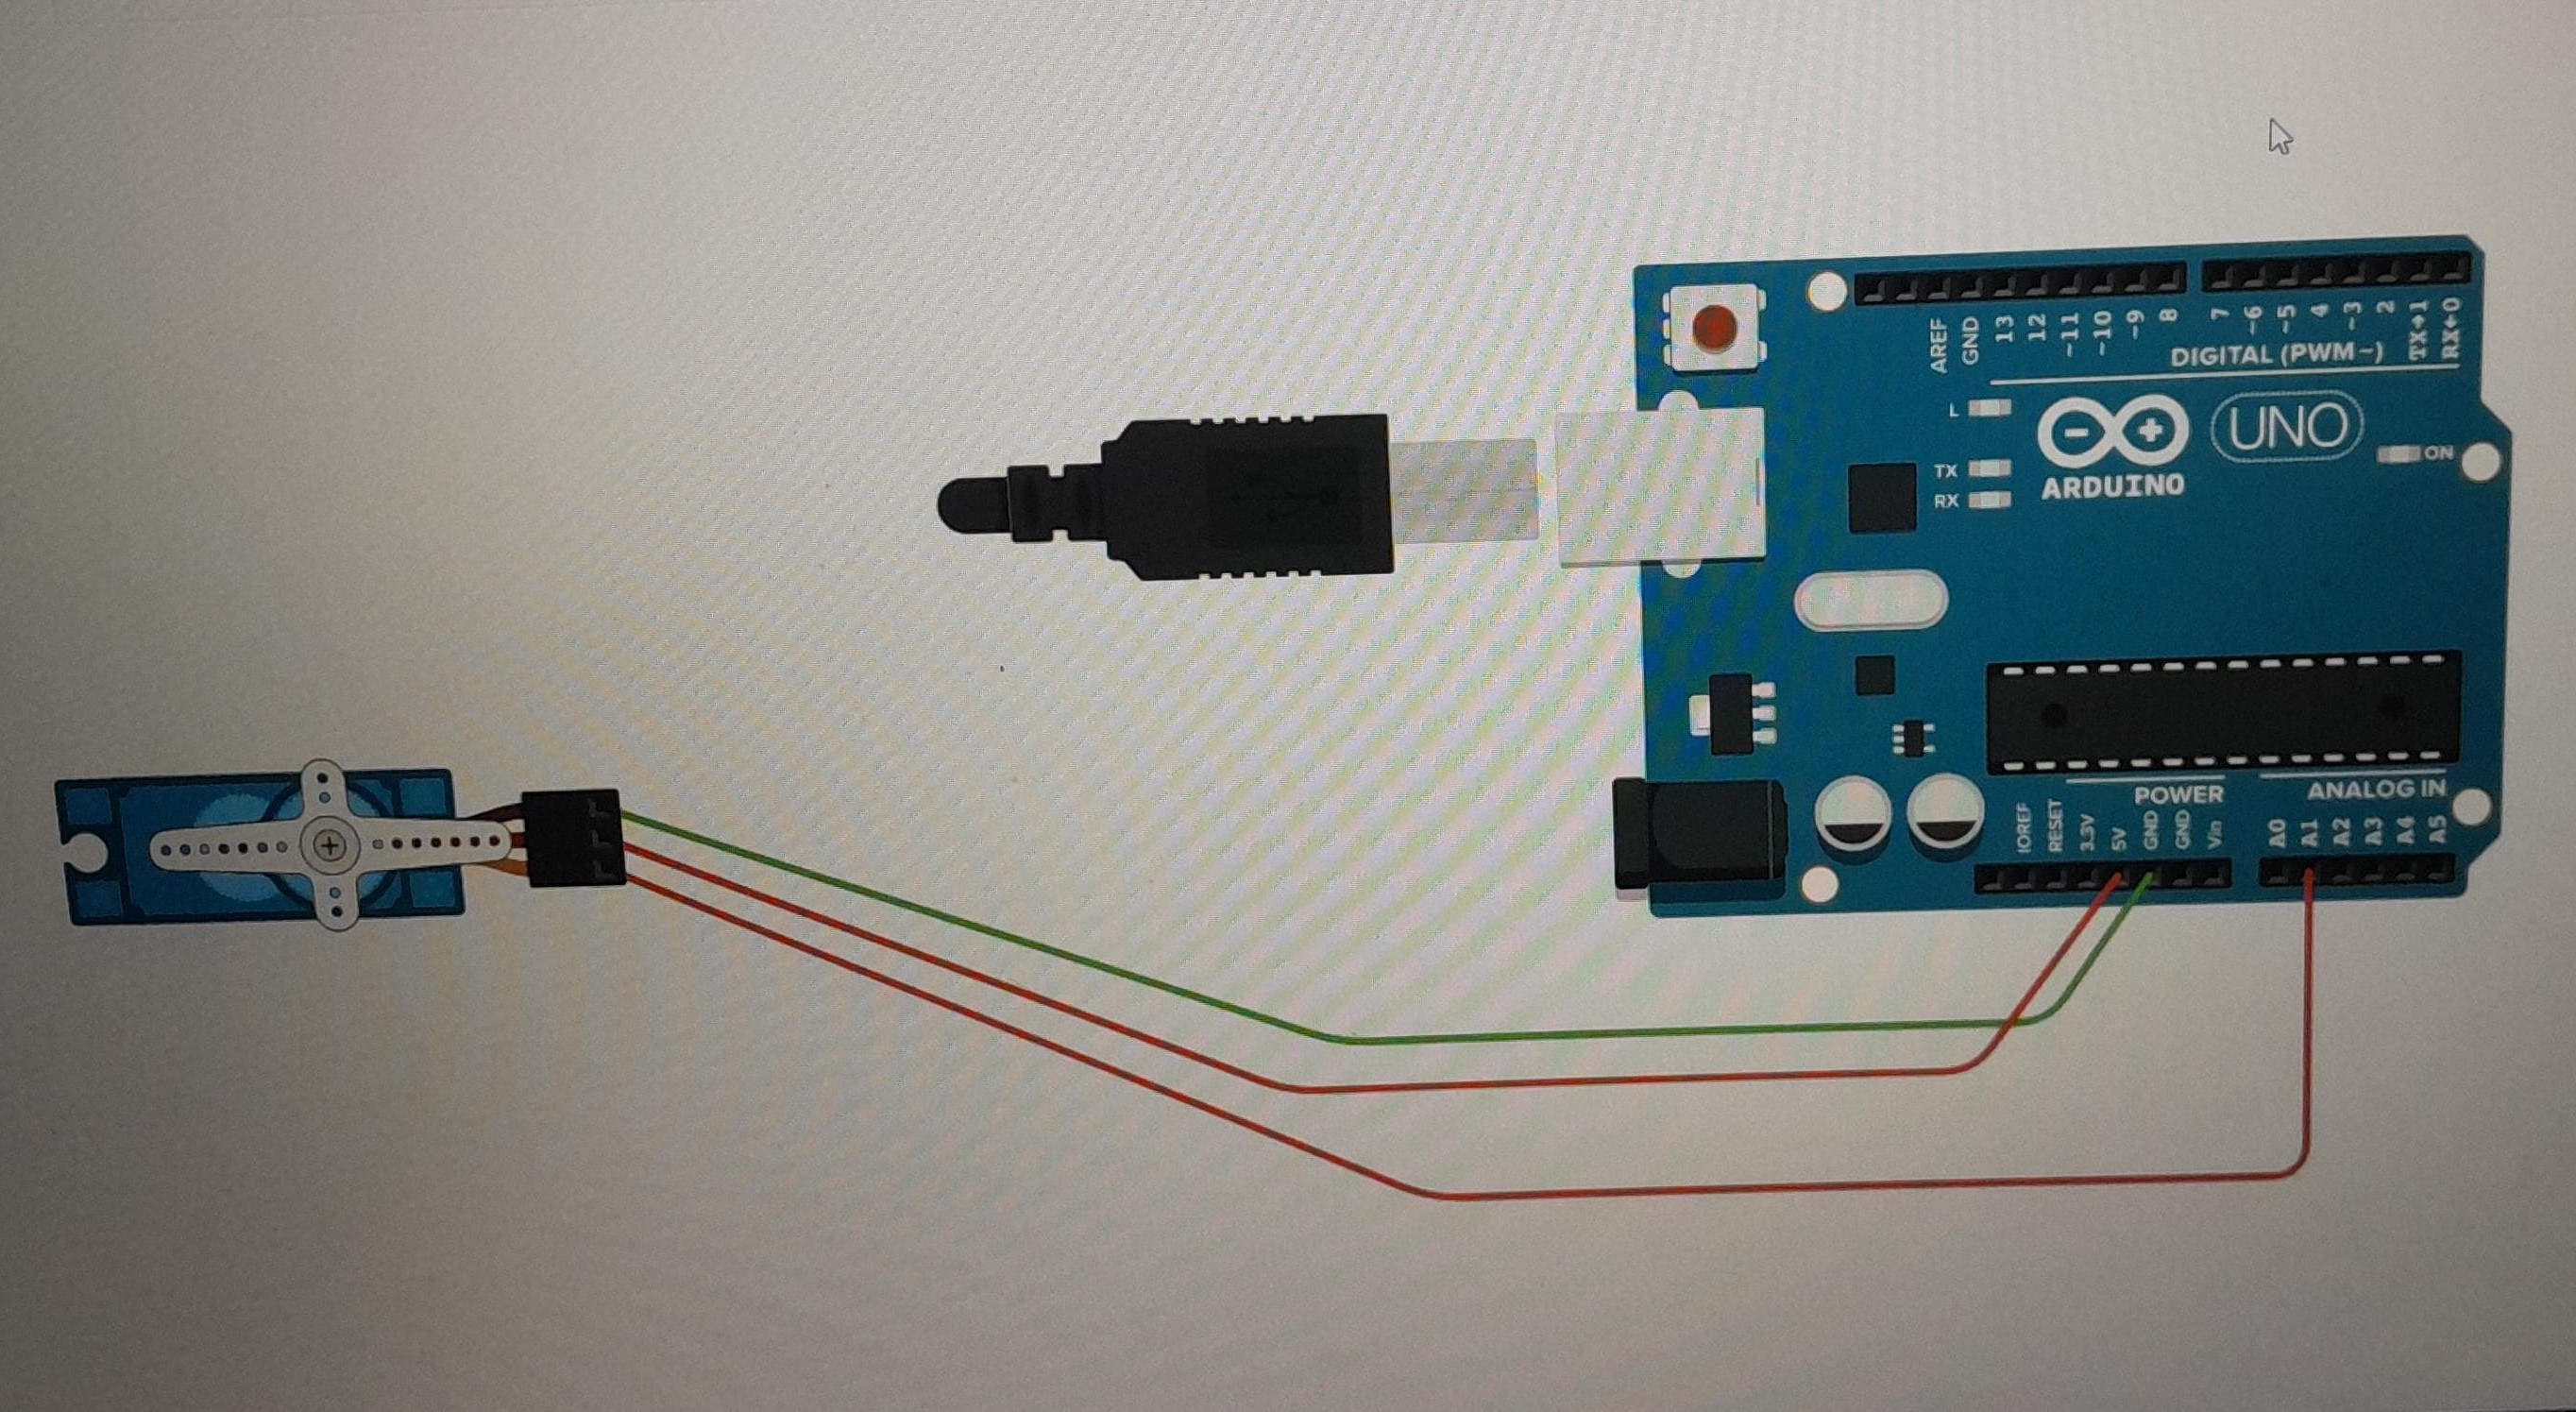 AREF
GND
13
12
~11
~10
~9
8
7
~6
~5
4
~3
2
TX→1
RX←0
DIGITAL (PWM~)
L
TX
RX
ARDUINO
UNO
ON
POWER
ANALOG IN
IOREF
RESET
3.3V
5V
GND
GND
Vin
A0
A1
A2
A3
A4
A5